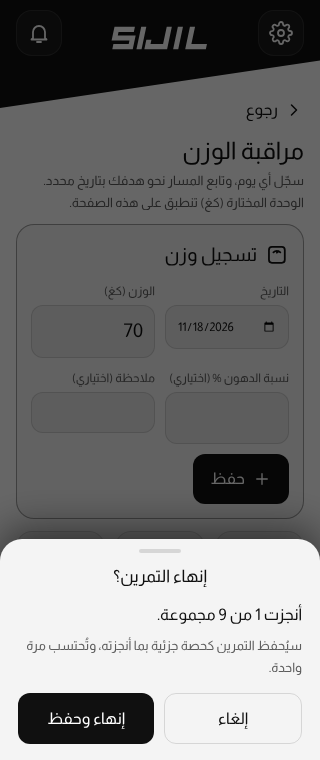 SIJIL
رجوع
مراقبة الوزن
سجّل أي يوم، وتابع المسار نحو هدفك بتاريخ محدد.
الوحدة المختارة (كغ) تنطبق على هذه الصفحة.
تسجيل وزن
التاريخ
الوزن (كغ)
11/18/2026
70
نسبة الدهون % (اختياري)
ملاحظة (اختياري)
حفظ
إنهاء التمرين؟
أنجزت 1 من 9 مجموعة.
سيُحفظ التمرين كحصة جزئية بما أنجزته، وتُحتسب مرة
واحدة.
إلغاء
إنهاء وحفظ